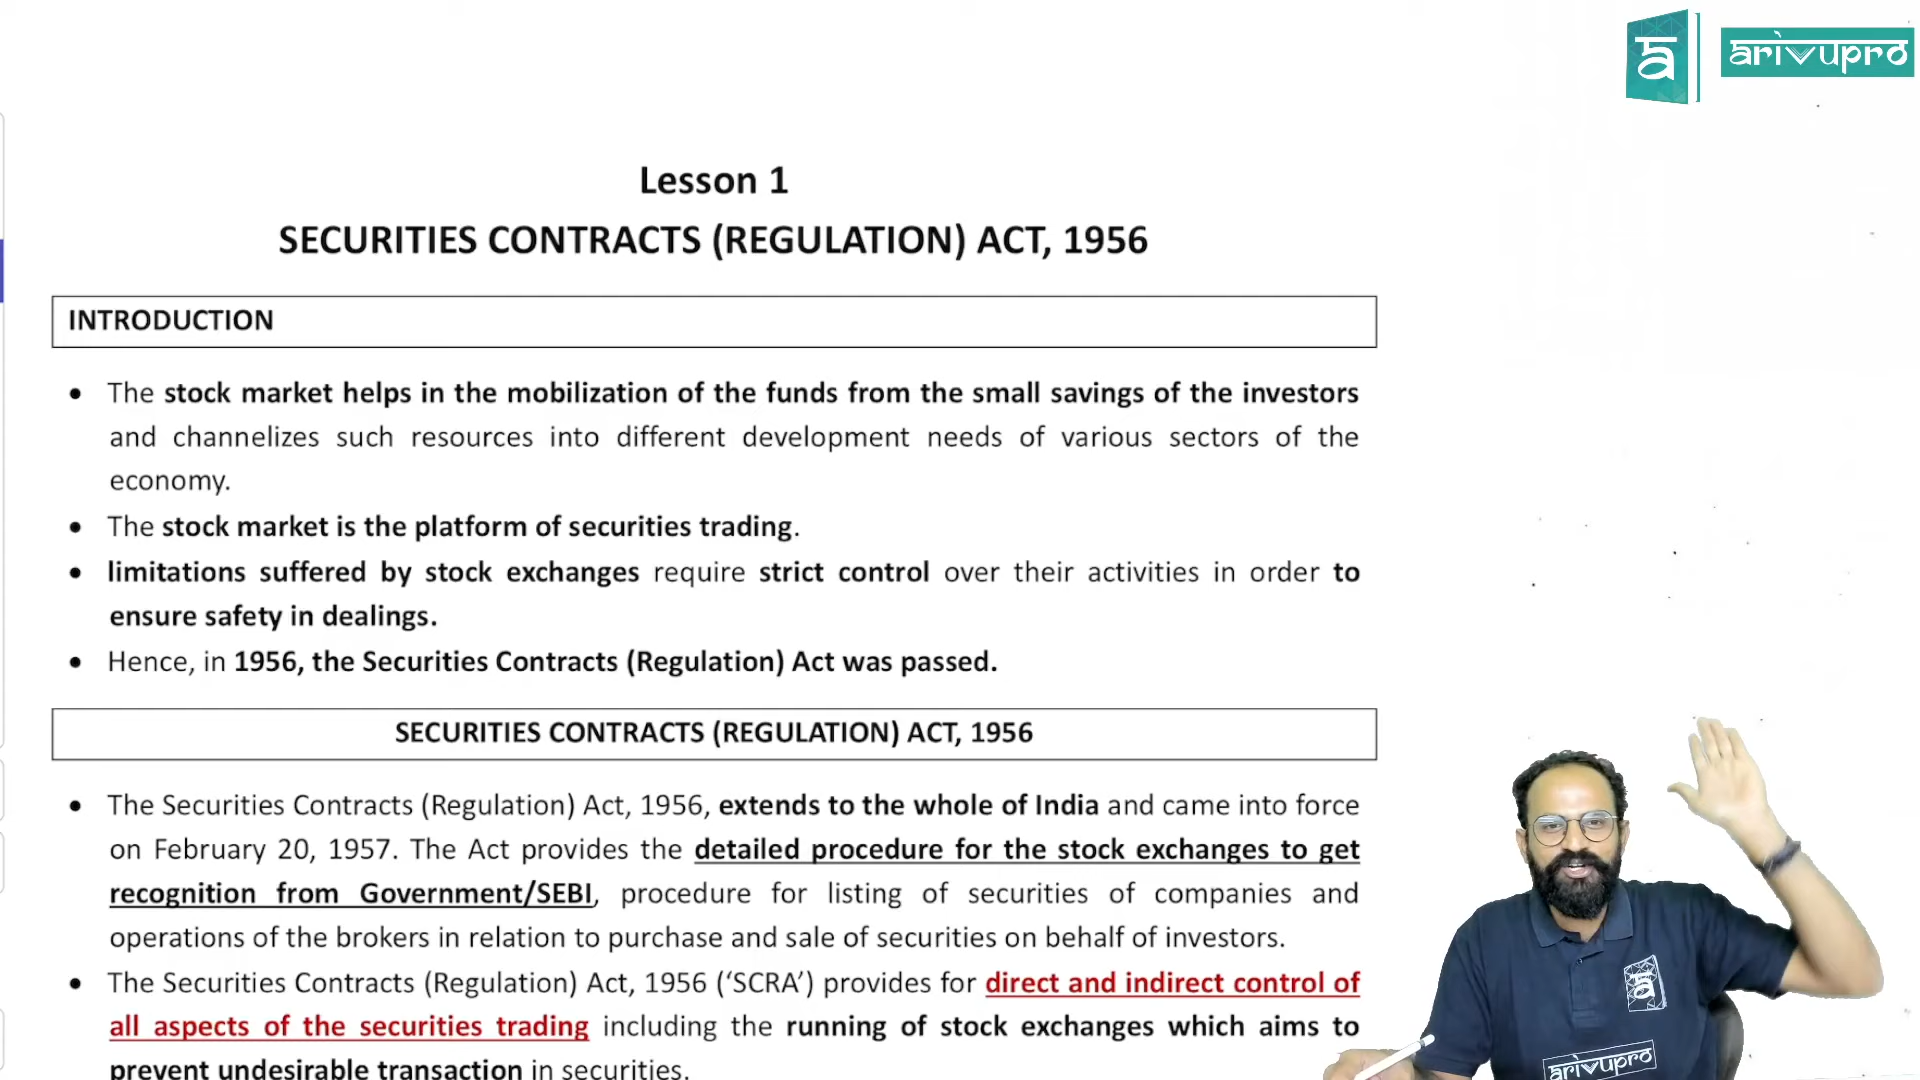 arivupro
Lesson 1
SECURITIES CONTRACTS (REGULATION) ACT, 1956
INTRODUCTION
• The stock market helps in the mobilization of the funds from the small savings of the investors
and channelizes such resources into different development needs of various sectors of the
economy.
• The stock market is the platform of securities trading.
• limitations suffered by stock exchanges require strict control over their activities in order to
ensure safety in dealings.
• Hence, in 1956, the Securities Contracts (Regulation) Act was passed.
SECURITIES CONTRACTS (REGULATION) ACT, 1956
• The Securities Contracts (Regulation) Act, 1956, extends to the whole of India and came into force
on February 20, 1957. The Act provides the detailed procedure for the stock exchanges to get
recognition from Government/SEBI, procedure for listing of securities of companies and
operations of the brokers in relation to purchase and sale of securities on behalf of investors.
• The Securities Contracts (Regulation) Act, 1956 (‘SCRA’) provides for direct and indirect control of
all aspects of the securities trading including the running of stock exchanges which aims to
prevent undesirable transaction in securities.
arivupro